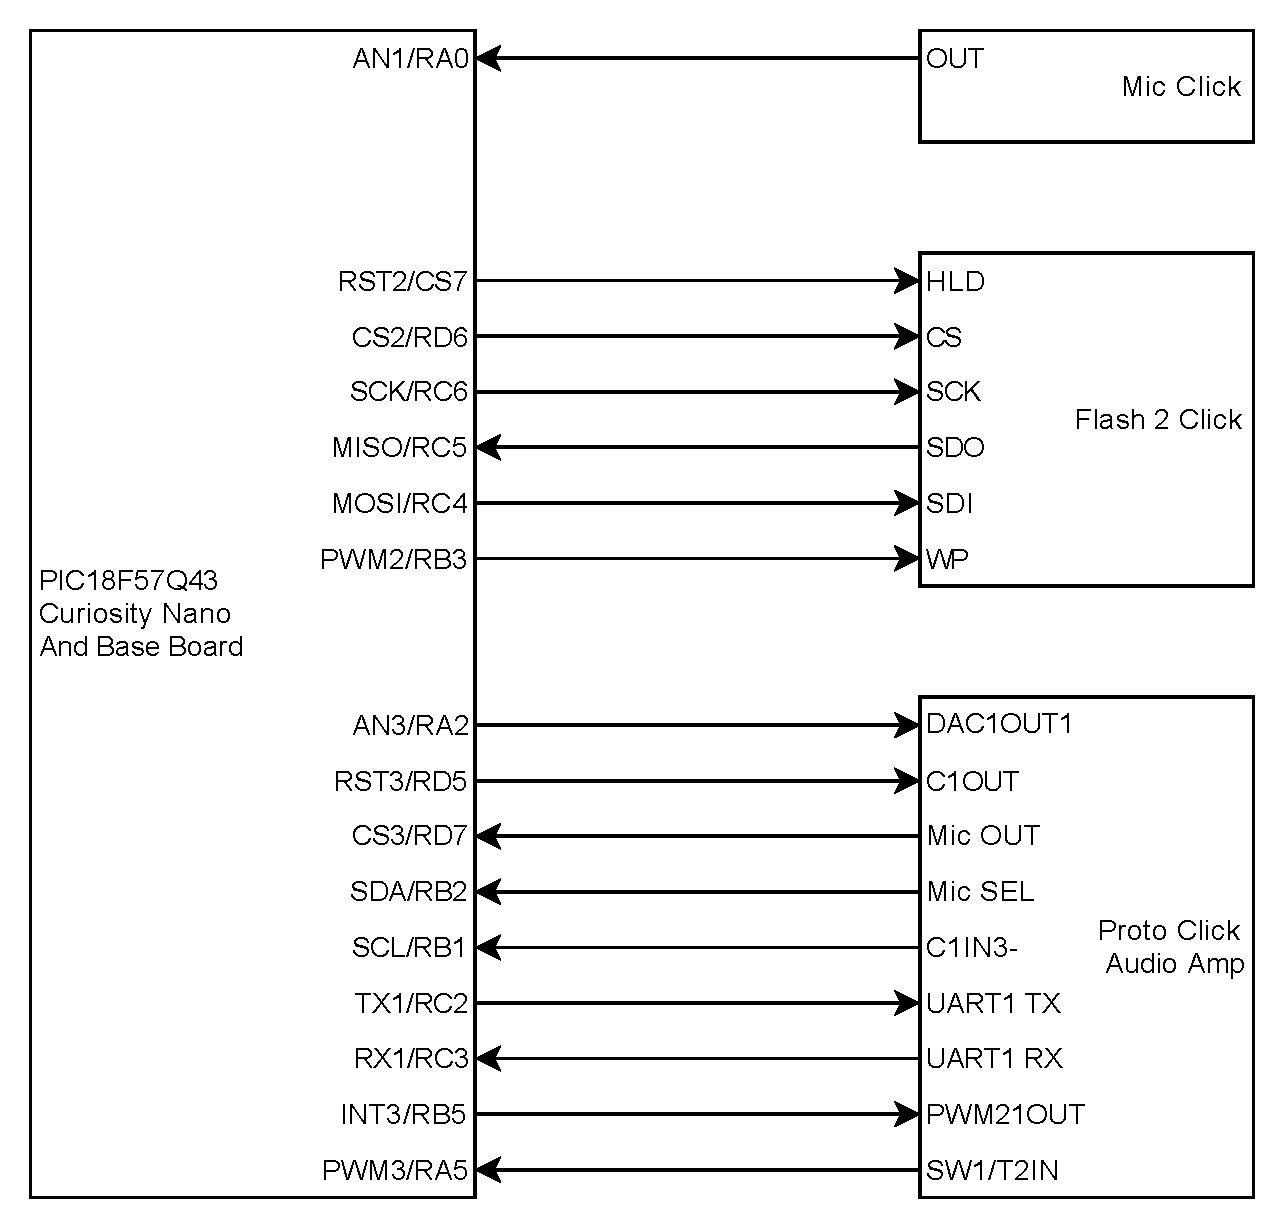 AN1/RA0
OUT
Mic Click
RST2/CS7
HLD
CS2/RD6
CS
SCK/RC6
SCK
Flash 2 Click
MISO/RC5
SDO
MOSI/RC4
SDI
PWM2/RB3
WP
PIC18F57Q43
Curiosity Nano
And Base Board
AN3/RA2
DAC1OUT1
RST3/RD5
C1OUT
CS3/RD7
Mic OUT
SDA/RB2
Mic SEL
SCL/RB1
C1IN3-
Proto Click
Audio Amp
TX1/RC2
UART1 TX
RX1/RC3
UART1 RX
INT3/RB5
PWM21OUT
PWM3/RA5
SW1/T2IN